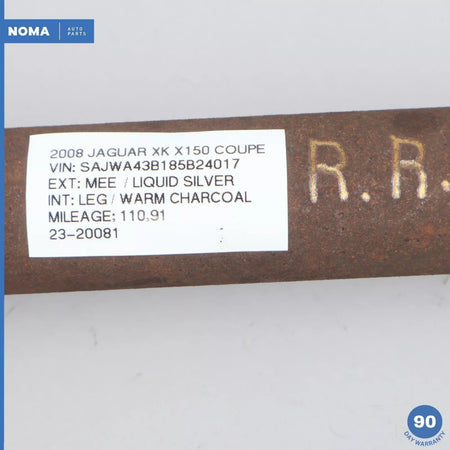 NOMA AUTO PARTS
2008 JAGUAR XK X150 COUPE
VIN: SAJWA43B185B24017
EXT: MEE / LIQUID SILVER
INT: LEG / WARM CHARCOAL
MILEAGE; 110,91
23-20081
R.R.
90
DAY WARRANTY